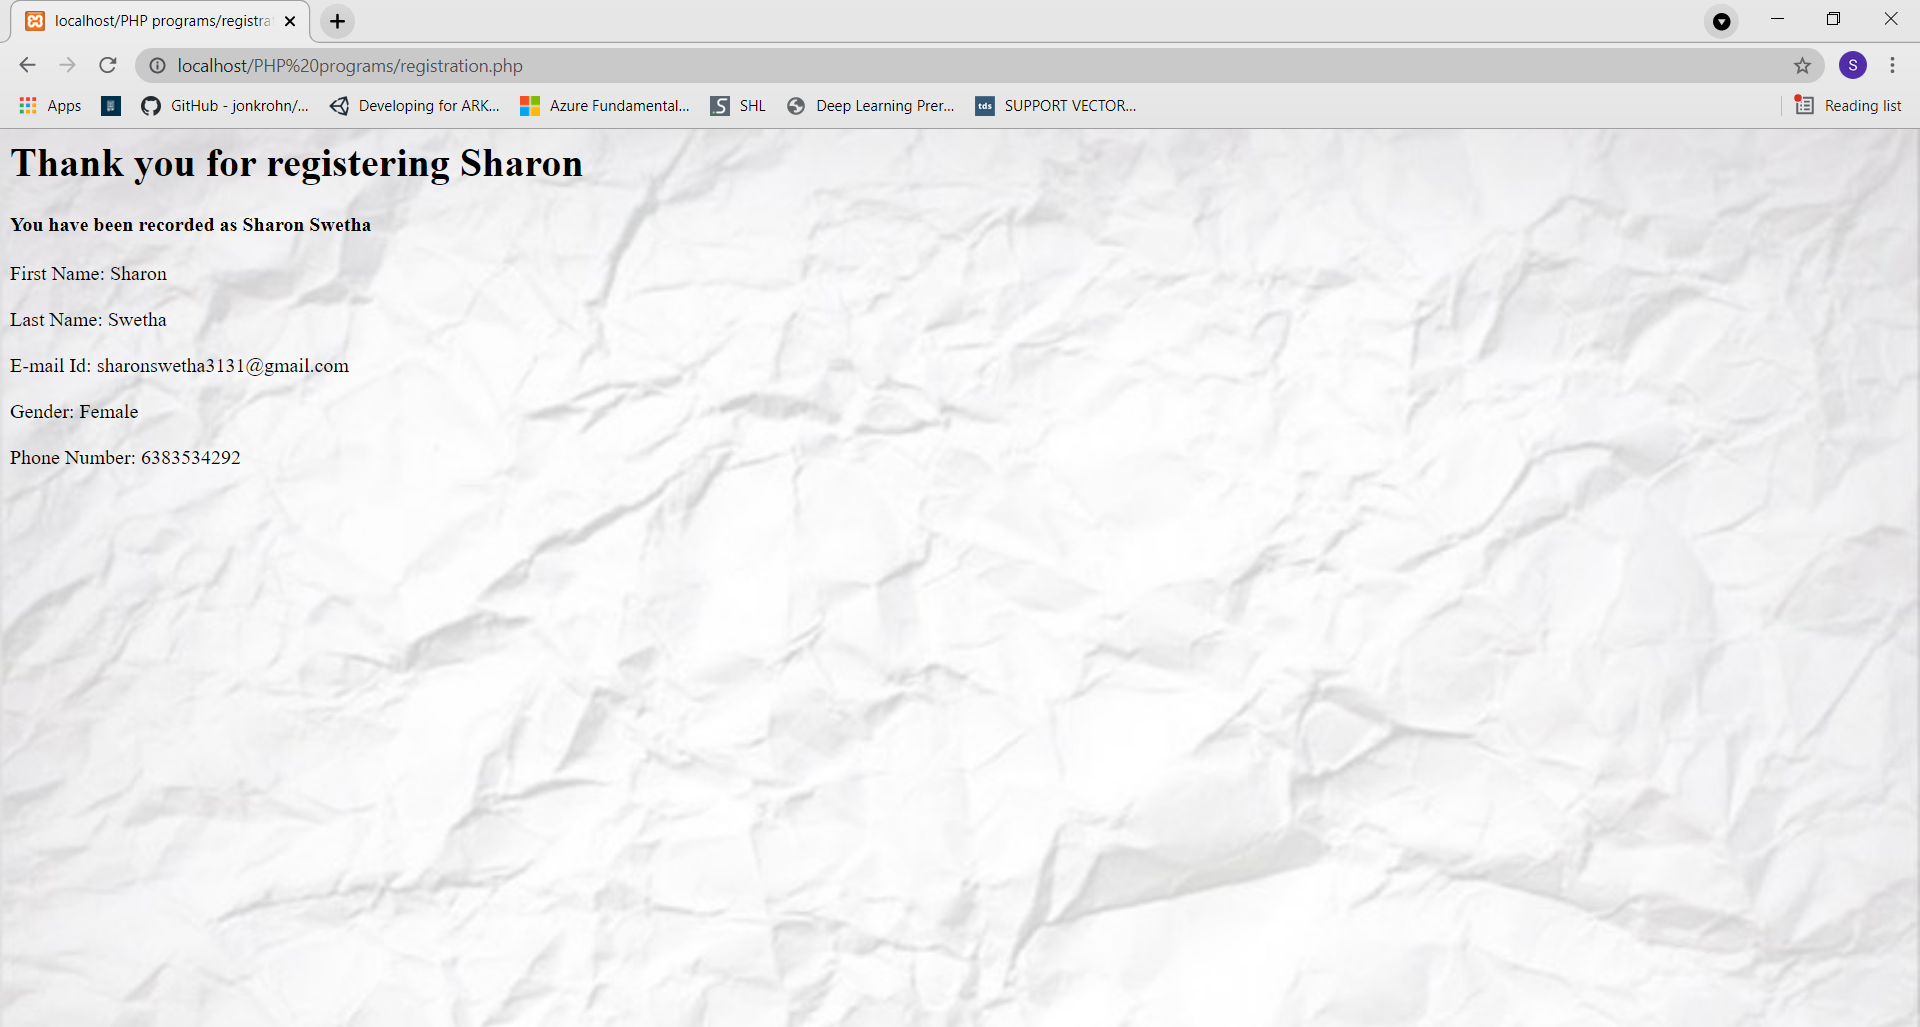 localhost/PHP programs/registra
localhost/PHP%20programs/registration.php
S
Apps
GitHub - jonkrohn/...
Developing for ARK...
Azure Fundamental...
SHL
Deep Learning Prer...
tds
SUPPORT VECTOR...
Reading list
Thank you for registering Sharon
You have been recorded as Sharon Swetha
First Name: Sharon
Last Name: Swetha
E-mail Id: sharonswetha3131@gmail.com
Gender: Female
Phone Number: 6383534292